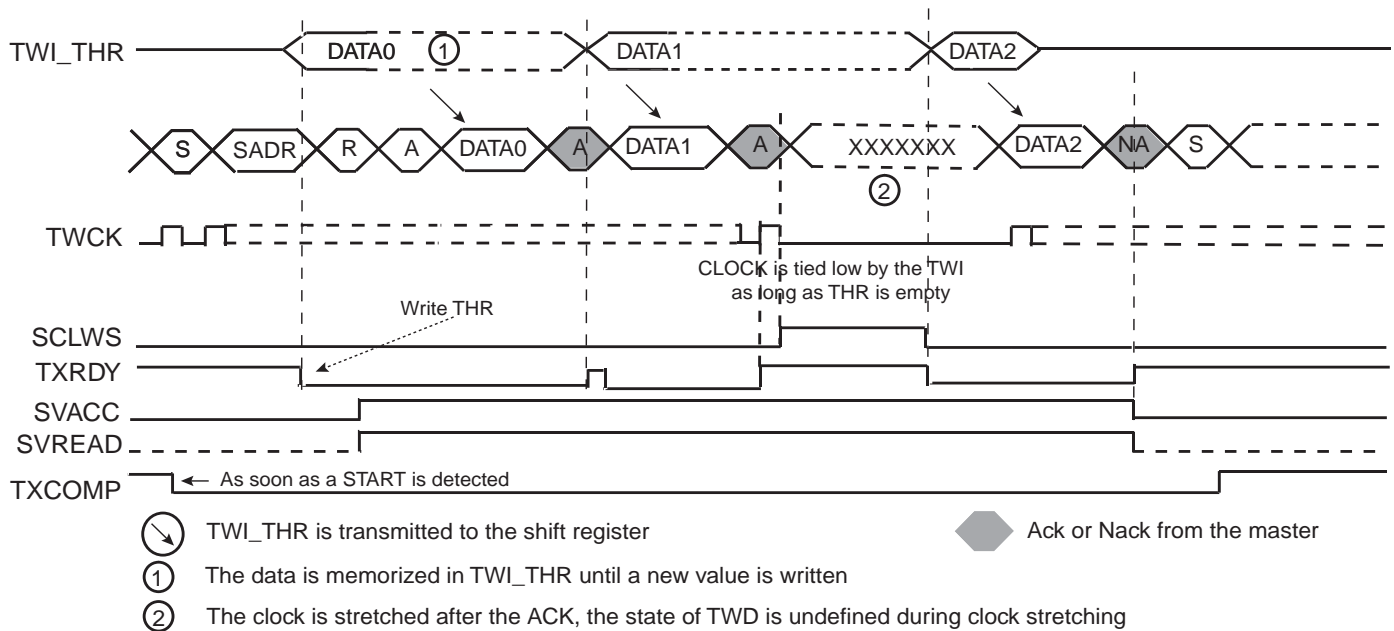 TWI_THR DATA0 1 DATA1 DATA2
S SADR R A DATA0 A DATA1 A XXXXXXX DATA2 NA S
2
TWCK
CLOCK is tied low by the TWI
as long as THR is empty
Write THR
SCLWS
TXRDY
SVACC
SVREAD
TXCOMP As soon as a START is detected
TWI_THR is transmitted to the shift register Ack or Nack from the master
1 The data is memorized in TWI_THR until a new value is written
2 The clock is stretched after the ACK, the state of TWD is undefined during clock stretching